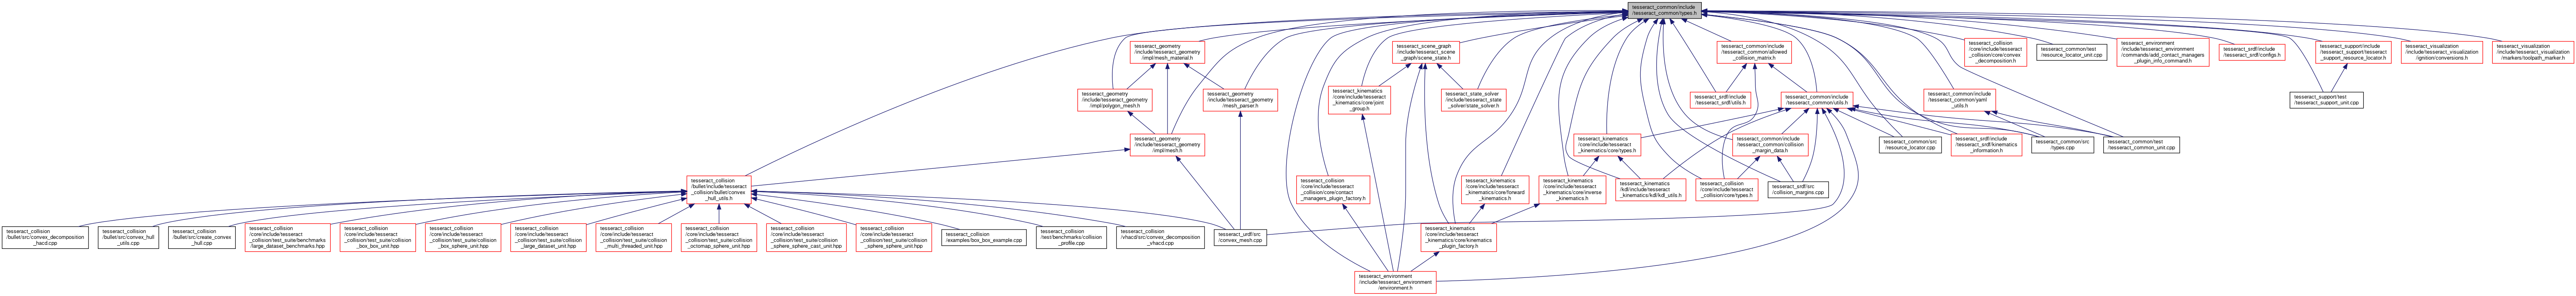 tesseract_common/include
/tesseract_common/types.h
tesseract_geometry
/include/tesseract_geometry
/impl/mesh_material.h
tesseract_scene_graph
/include/tesseract_scene
_graph/scene_state.h
tesseract_common/include
/tesseract_common/allowed
_collision_matrix.h
tesseract_collision
/core/include/tesseract
_collision/core/convex
_decomposition.h
tesseract_common/test
/resource_locator_unit.cpp
tesseract_environment
/include/tesseract_environment
/commands/add_contact_managers
_plugin_info_command.h
tesseract_srdf/include
/tesseract_srdf/configs.h
tesseract_support/include
/tesseract_support/tesseract
_support_resource_locator.h
tesseract_visualization
/include/tesseract_visualization
/ignition/conversions.h
tesseract_visualization
/include/tesseract_visualization
/markers/toolpath_marker.h
tesseract_geometry
/include/tesseract_geometry
/impl/polygon_mesh.h
tesseract_geometry
/include/tesseract_geometry
/mesh_parser.h
tesseract_kinematics
/core/include/tesseract
_kinematics/core/joint
_group.h
tesseract_state_solver
/include/tesseract_state
_solver/state_solver.h
tesseract_srdf/include
/tesseract_srdf/utils.h
tesseract_common/include
/tesseract_common/utils.h
tesseract_common/include
/tesseract_common/yaml
_utils.h
tesseract_support/test
/tesseract_support_unit.cpp
tesseract_geometry
/include/tesseract_geometry
/impl/mesh.h
tesseract_kinematics
/core/include/tesseract
_kinematics/core/types.h
tesseract_common/include
/tesseract_common/collision
_margin_data.h
tesseract_common/src
/resource_locator.cpp
tesseract_srdf/include
/tesseract_srdf/kinematics
_information.h
tesseract_common/src
/types.cpp
tesseract_common/test
/tesseract_common_unit.cpp
tesseract_collision
/bullet/include/tesseract
_collision/bullet/convex
_hull_utils.h
tesseract_collision
/core/include/tesseract
_collision/core/contact
_managers_plugin_factory.h
tesseract_kinematics
/core/include/tesseract
_kinematics/core/forward
_kinematics.h
tesseract_kinematics
/core/include/tesseract
_kinematics/core/inverse
_kinematics.h
tesseract_kinematics
/kdl/include/tesseract
_kinematics/kdl/kdl_utils.h
tesseract_collision
/core/include/tesseract
_collision/core/types.h
tesseract_srdf/src
/collision_margins.cpp
tesseract_collision
/bullet/src/convex_decomposition
_hacd.cpp
tesseract_collision
/bullet/src/convex_hull
_utils.cpp
tesseract_collision
/bullet/src/create_convex
_hull.cpp
tesseract_collision
/core/include/tesseract
_collision/test_suite/benchmarks
/large_dataset_benchmarks.hpp
tesseract_collision
/core/include/tesseract
_collision/test_suite/collision
_box_box_unit.hpp
tesseract_collision
/core/include/tesseract
_collision/test_suite/collision
_box_sphere_unit.hpp
tesseract_collision
/core/include/tesseract
_collision/test_suite/collision
_large_dataset_unit.hpp
tesseract_collision
/core/include/tesseract
_collision/test_suite/collision
_multi_threaded_unit.hpp
tesseract_collision
/core/include/tesseract
_collision/test_suite/collision
_octomap_sphere_unit.hpp
tesseract_collision
/core/include/tesseract
_collision/test_suite/collision
_sphere_sphere_cast_unit.hpp
tesseract_collision
/core/include/tesseract
_collision/test_suite/collision
_sphere_sphere_unit.hpp
tesseract_collision
/examples/box_box_example.cpp
tesseract_collision
/test/benchmarks/collision
_profile.cpp
tesseract_collision
/vhacd/src/convex_decomposition
_vhacd.cpp
tesseract_urdf/src
/convex_mesh.cpp
tesseract_kinematics
/core/include/tesseract
_kinematics/core/kinematics
_plugin_factory.h
tesseract_environment
/include/tesseract_environment
/environment.h